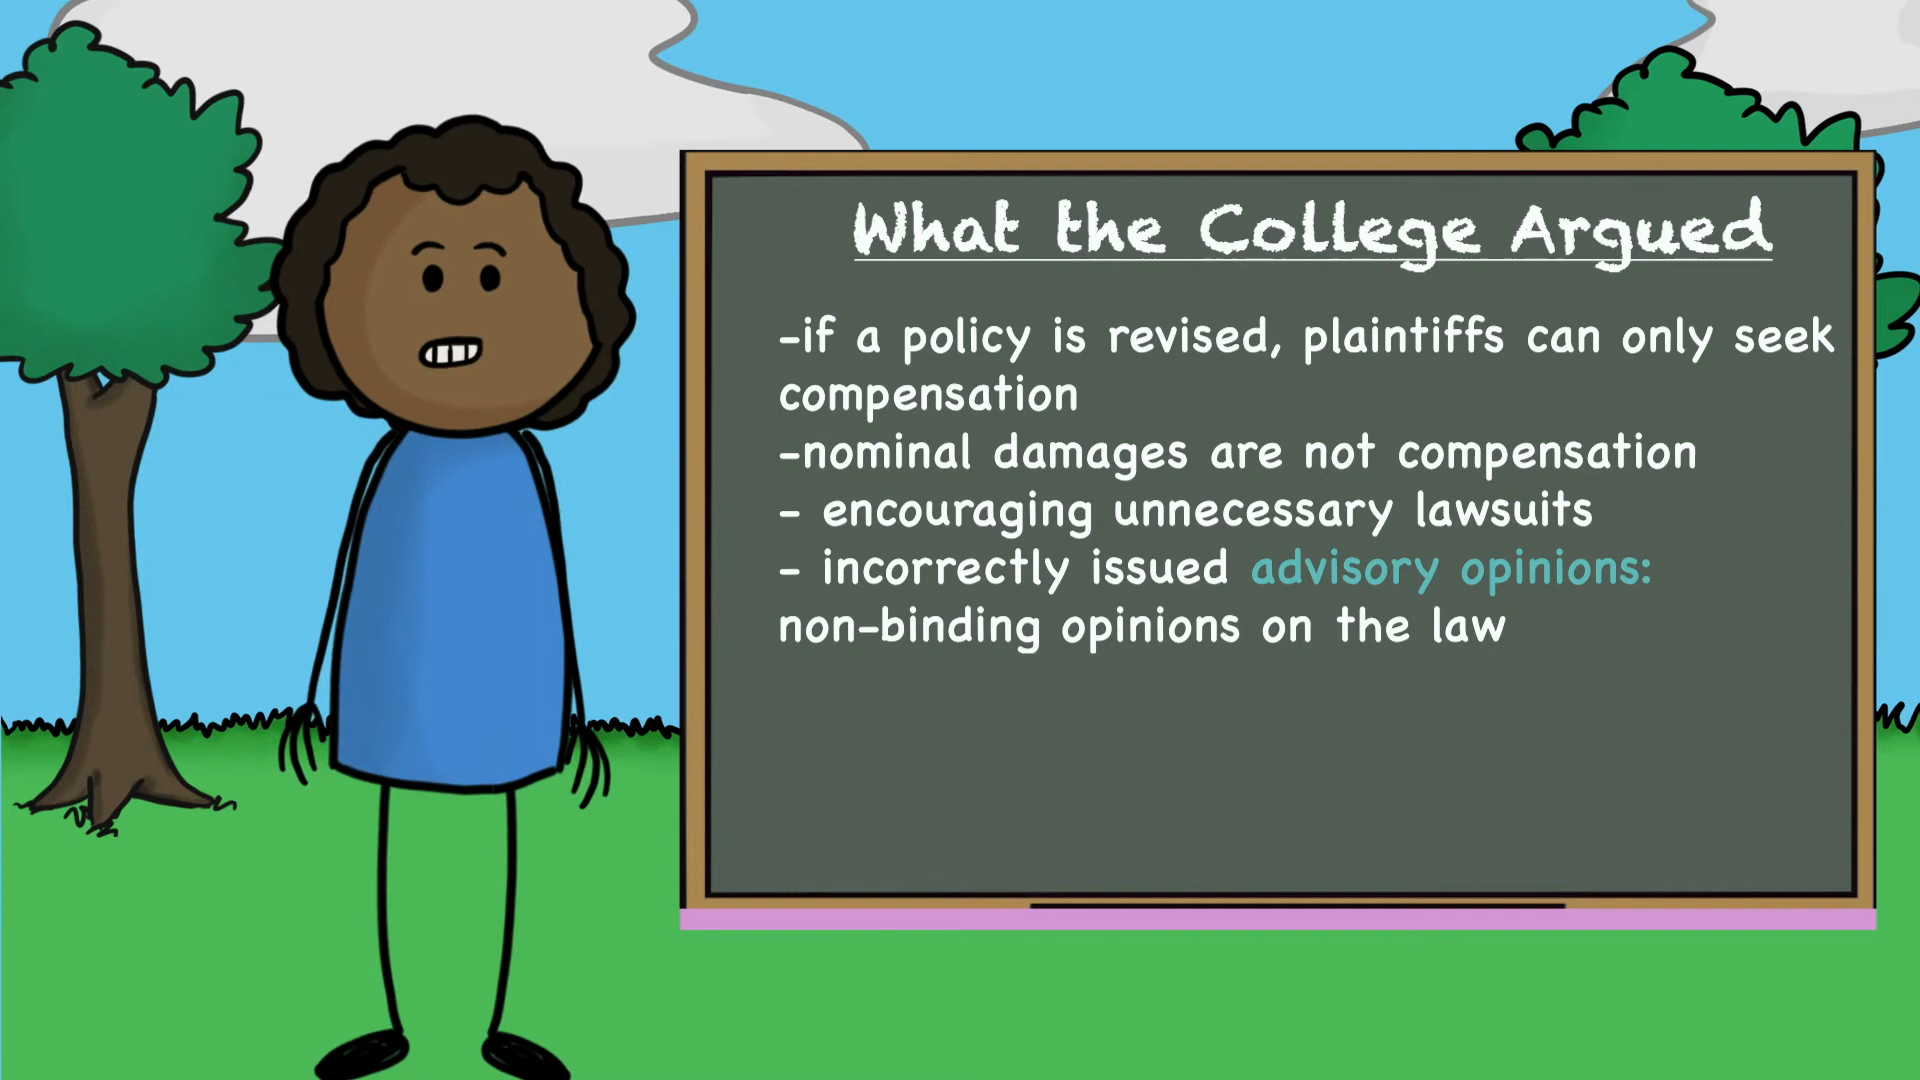 What the College Argued
-if a policy is revised, plaintiffs can only seek
compensation
-nominal damages are not compensation
- encouraging unnecessary lawsuits
- incorrectly issued advisory opinions:
non-binding opinions on the law